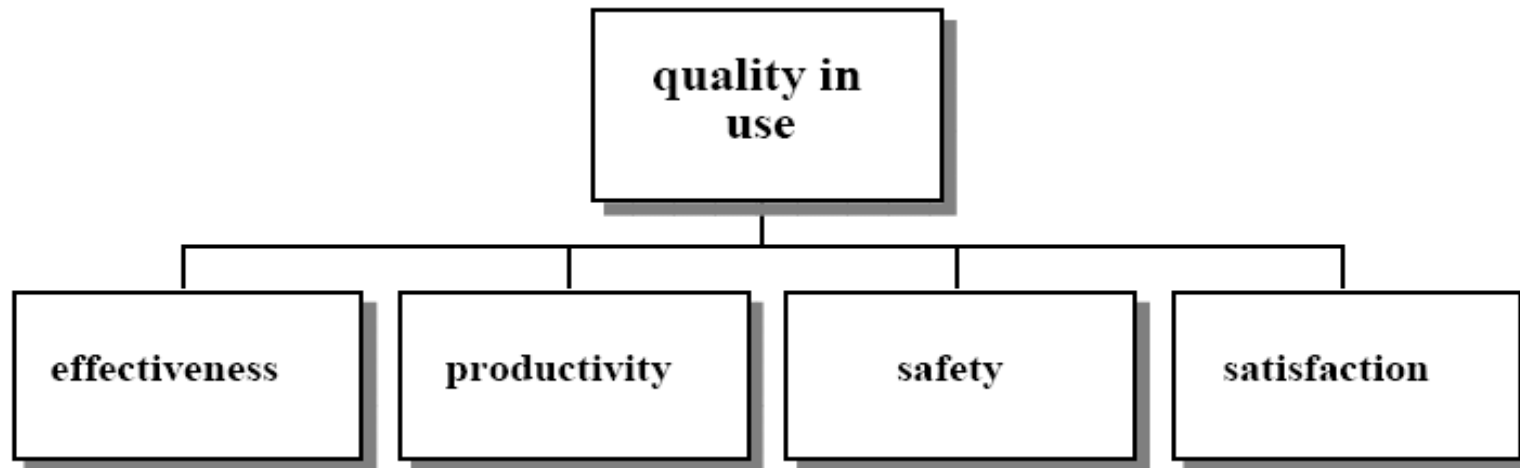 quality in
use
effectiveness
productivity
safety
satisfaction